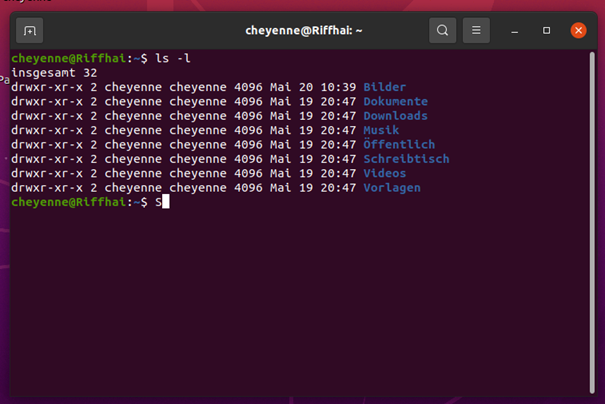 cheyenne@Riffhai: ~
cheyenne@Riffhai:~$ ls -l
insgesamt 32
drwxr-xr-x 2 cheyenne cheyenne 4096 Mai 20 10:39 Bilder
drwxr-xr-x 2 cheyenne cheyenne 4096 Mai 19 20:47 Dokumente
drwxr-xr-x 2 cheyenne cheyenne 4096 Mai 19 20:47 Downloads
drwxr-xr-x 2 cheyenne cheyenne 4096 Mai 19 20:47 Musik
drwxr-xr-x 2 cheyenne cheyenne 4096 Mai 19 20:47 Öffentlich
drwxr-xr-x 2 cheyenne cheyenne 4096 Mai 19 20:47 Schreibtisch
drwxr-xr-x 2 cheyenne cheyenne 4096 Mai 19 20:47 Videos
drwxr-xr-x 2 cheyenne cheyenne 4096 Mai 19 20:47 Vorlagen
cheyenne@Riffhai:~$ S